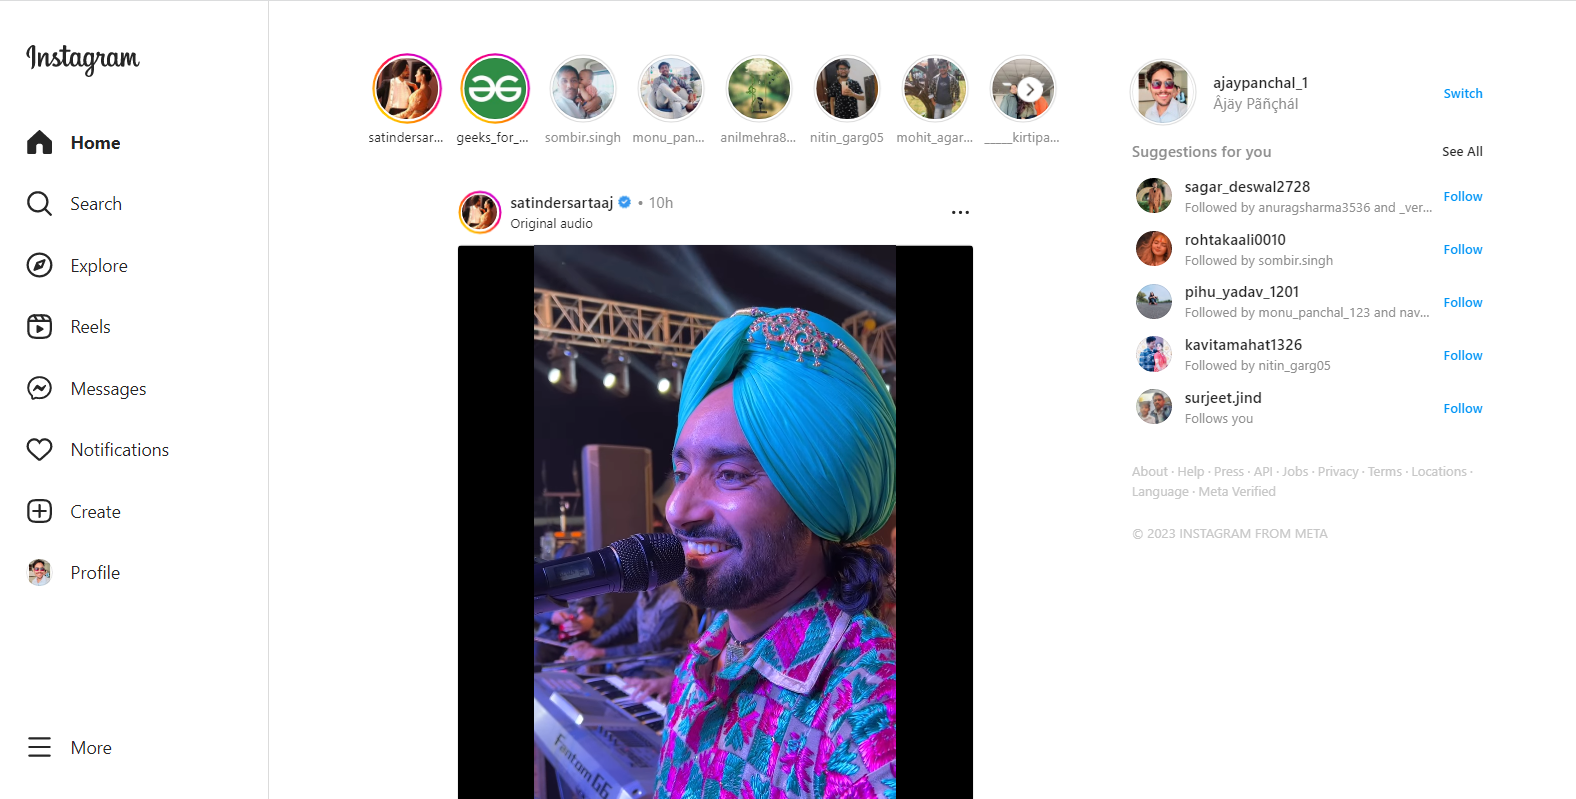 Instagram
Home
Search
Explore
Reels
Messages
Notifications
Create
Profile
More
satindersar...
geeks_for_...
sombir.singh
monu_pan...
anilmehra8...
nitin_garg05
mohit_agar...
_____kirtipa...
satindersartaaj • 10h
Original audio
Fantom G6
ajaypanchal_1
Âjäy Pãñçhál
Switch
Suggestions for you
See All
sagar_deswal2728
Followed by anuragsharma3536 and _ver...
Follow
rohtakaali0010
Followed by sombir.singh
Follow
pihu_yadav_1201
Followed by monu_panchal_123 and nav...
Follow
kavitamahat1326
Followed by nitin_garg05
Follow
surjeet.jind
Follows you
Follow
About · Help · Press · API · Jobs · Privacy · Terms · Locations ·
Language · Meta Verified
© 2023 INSTAGRAM FROM META